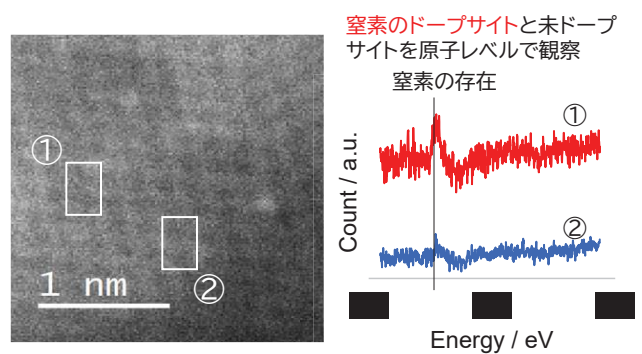 窒素のドープサイトと未ドープ
サイトを原子レベルで観察
窒素の存在
①
②
1 nm
①
②
Count / a.u.
Energy / eV